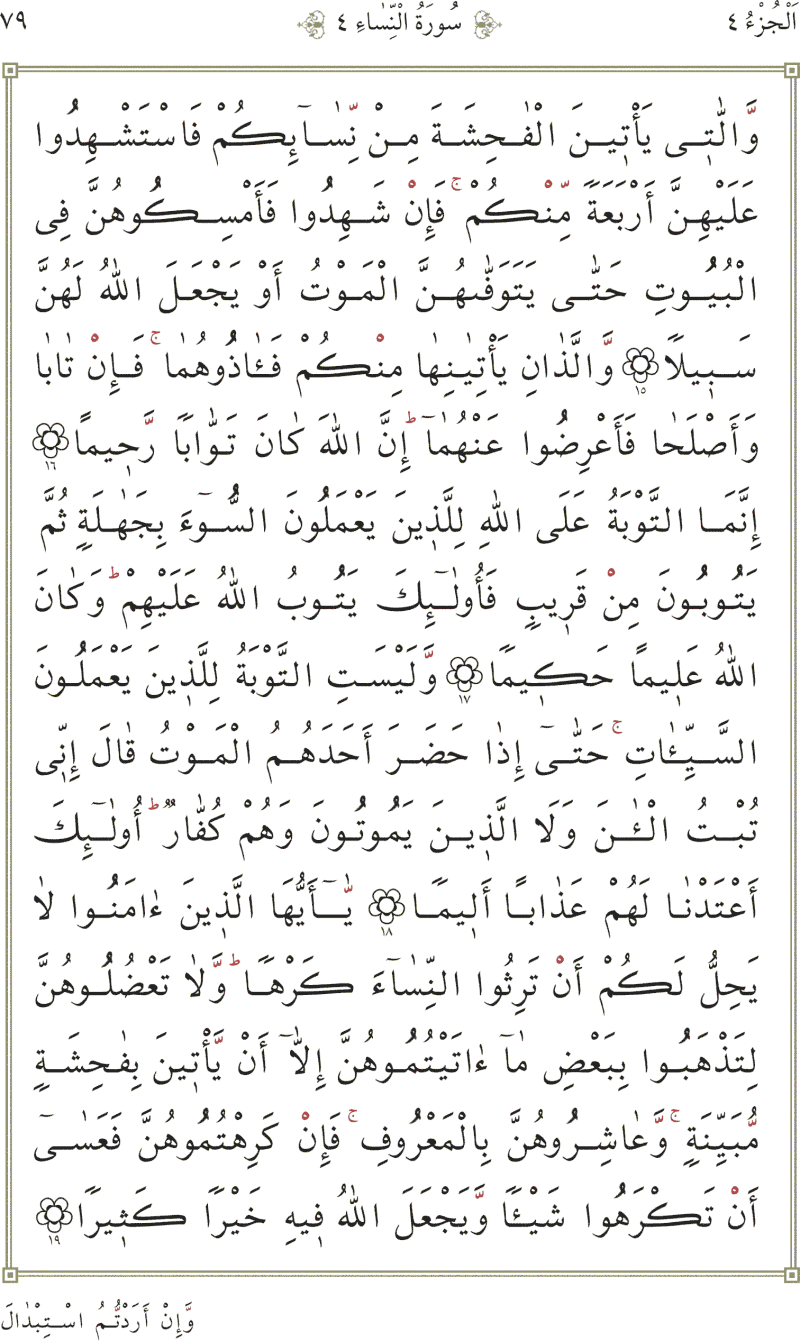 اَلْجُزْءُ ٤ سُورَةُ الْنِّسَاءِ ٤ ٧٩
وَّالّٰتِى يَأْتِينَ الْفٰحِشَةَ مِنْ نِّسَآئِكُمْ فَاسْتَشْهِدُوا
عَلَيْهِنَّ أَرْبَعَةً مِّنْكُمْ ۚ فَإِنْ شَهِدُوا فَأَمْسِكُوهُنَّ فِى
الْبُيُوتِ حَتّٰى يَتَوَفّٰىهُنَّ الْمَوْتُ أَوْ يَجْعَلَ اللّٰهُ لَهُنَّ
سَبِيلًا ١٥ وَّالَّذَانِ يَأْتِيٰنِهَا مِنْكُمْ فَـَٔاذُوهُمَا ۚ فَإِنْ تَابَا
وَأَصْلَحَا فَأَعْرِضُوا عَنْهُمَآ ۗ إِنَّ اللّٰهَ كَانَ تَوَّابًا رَّحِيمًا ١٦
إِنَّمَا التَّوْبَةُ عَلَى اللّٰهِ لِلَّذِينَ يَعْمَلُونَ السُّوٓءَ بِجَهٰلَةٍ ثُمَّ
يَتُوبُونَ مِنْ قَرِيبٍ فَأُولٰٓئِكَ يَتُوبُ اللّٰهُ عَلَيْهِمْ ۗ وَكَانَ
اللّٰهُ عَلِيمًا حَكِيمًا ١٧ وَّلَيْسَتِ التَّوْبَةُ لِلَّذِينَ يَعْمَلُونَ
السَّيِّـَٔاتِ ۚ حَتّٰىٓ إِذَا حَضَرَ أَحَدَهُمُ الْمَوْتُ قَالَ إِنِّى
تُبْتُ الْـٰٔنَ وَلَا الَّذِينَ يَمُوتُونَ وَهُمْ كُفَّارٌ ۗ أُولٰٓئِكَ
أَعْتَدْنَا لَهُمْ عَذَابًا أَلِيمًا ١٨ يّٰٓأَيُّهَا الَّذِينَ ءَامَنُوا لَا
يَحِلُّ لَكُمْ أَنْ تَرِثُوا النِّسَآءَ كَرْهًا ۗ وَّلَا تَعْضُلُوهُنَّ
لِتَذْهَبُوا بِبَعْضِ مَآ ءَاتَيْتُمُوهُنَّ إِلَّآ أَنْ يَّأْتِينَ بِفٰحِشَةٍ
مُّبَيِّنَةٍ ۚ وَّعَاشِرُوهُنَّ بِالْمَعْرُوفِ ۚ فَإِنْ كَرِهْتُمُوهُنَّ فَعَسٰىٓ
أَنْ تَكْرَهُوا شَيْـًٔا وَّيَجْعَلَ اللّٰهُ فِيهِ خَيْرًا كَثِيرًا ١٩
وَّإِنْ أَرَدْتُّمُ اسْتِبْدَالَ